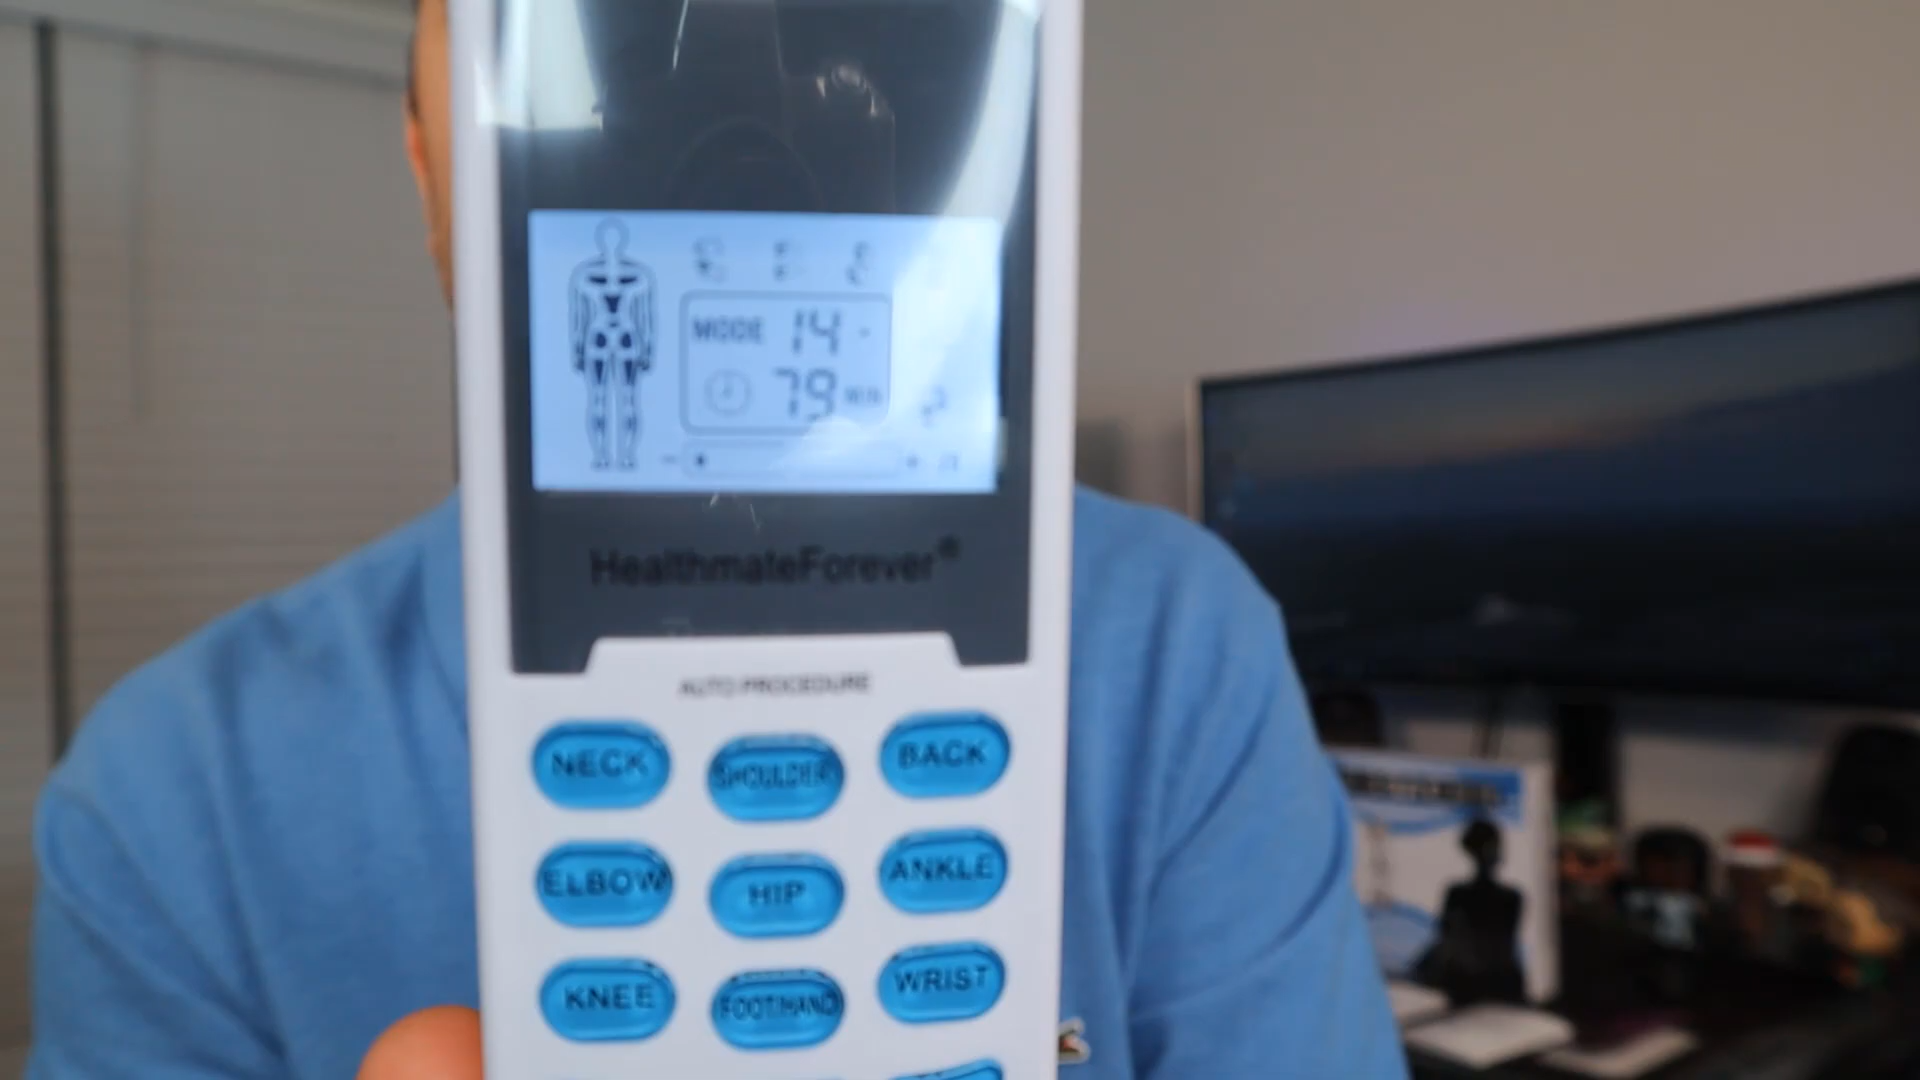 MODE 14
79 MIN
HealthmateForever®
AUTO PROCEDURE
NECK SHOULDER BACK
ELBOW HIP ANKLE
KNEE FOOT/HAND WRIST